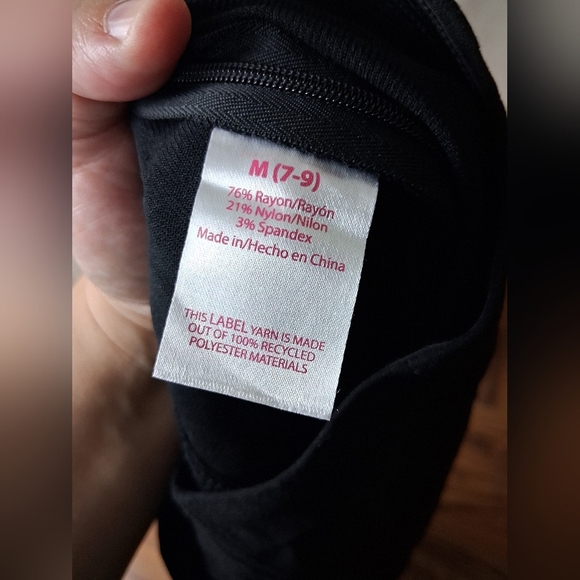 M (7-9)
76% Rayon/Rayón
21% Nylon/Nilon
3% Spandex
Made in/Hecho en China
THIS LABEL YARN IS MADE
OUT OF 100% RECYCLED
POLYESTER MATERIALS